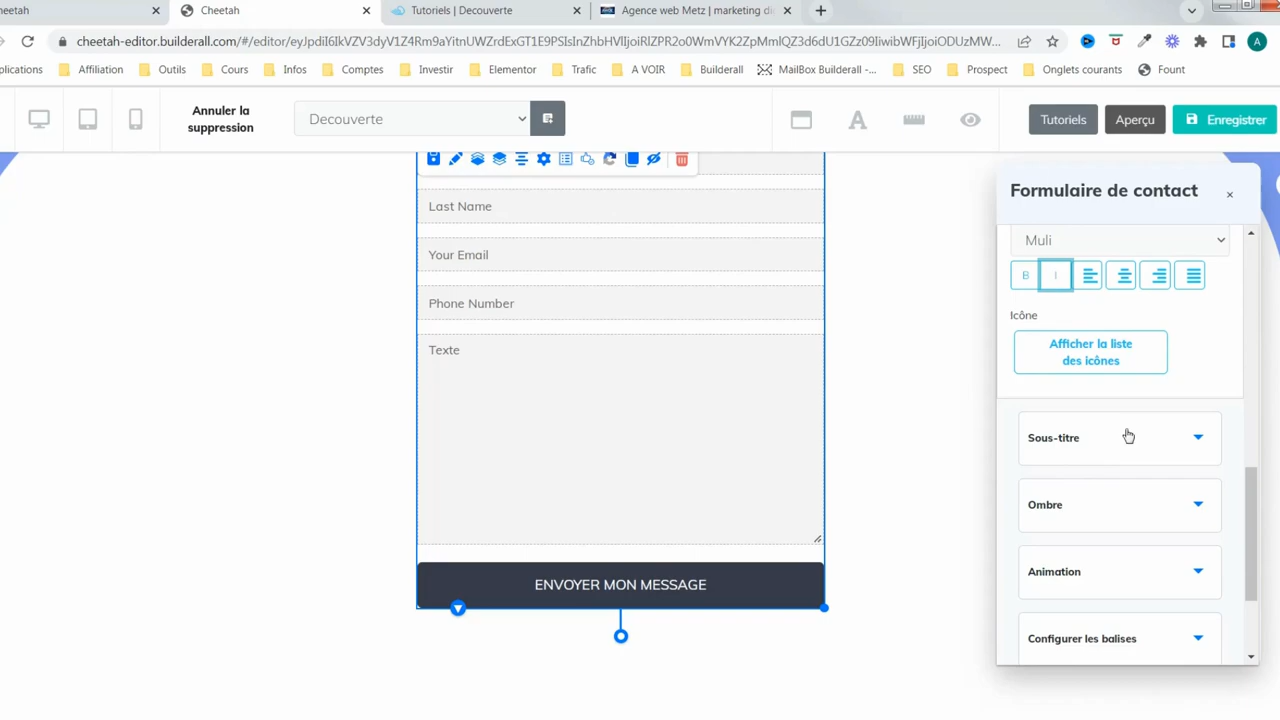 Cheetah
Tutoriels | Decouverte
Agence web Metz | marketing di
cheetah-editor.builderall.com/#/editor/eyJpdiI6IkVZV3dyV1Z4Rm9aYitnUWZrdExGT1E9PSIsInZhbHVlIjoiRlZPR2o0WmVYK2ZpMmlQZ3d6dU1GZz09IiwibWFjIjoiODUzMW...
plications
Affiliation
Outils
Cours
Infos
Comptes
Investir
Elementor
Trafic
A VOIR
Builderall
MailBox Builderall -...
SEO
Prospect
Onglets courants
Fount
Annuler la
suppression
Decouverte
Tutoriels
Aperçu
Enregistrer
Formulaire de contact
Last Name
Your Email
Phone Number
Texte
ENVOYER MON MESSAGE
Muli
B
I
Icône
Afficher la liste
des icônes
Sous-titre
Ombre
Animation
Configurer les balises